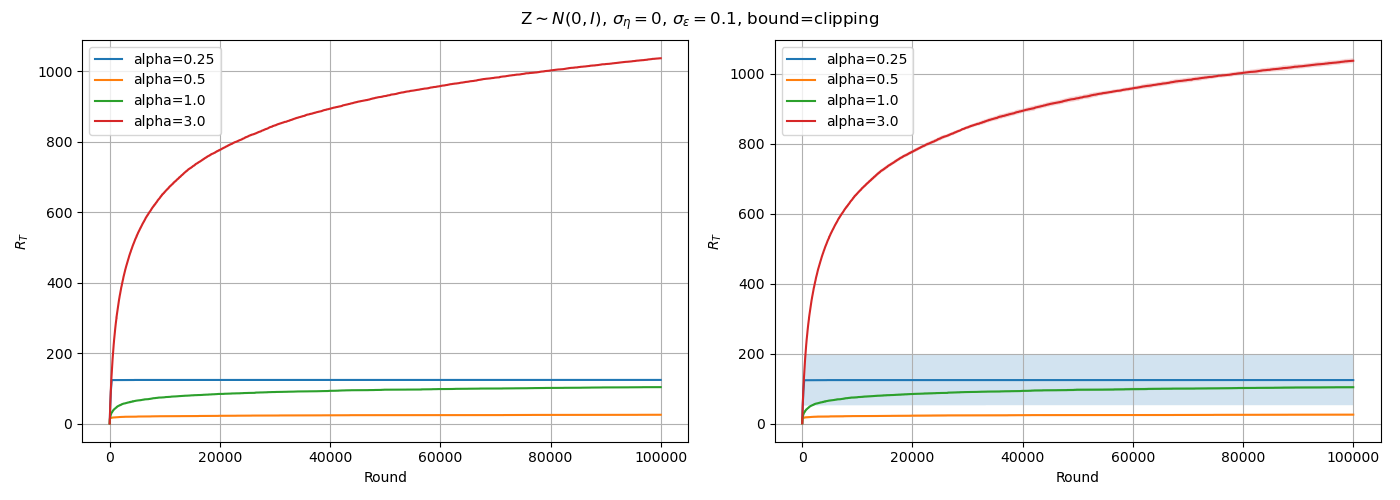 Z ~ N(0, I), σ_η = 0, σ_ε = 0.1, bound=clipping
alpha=0.25
alpha=0.5
alpha=1.0
alpha=3.0
1000
800
600
400
200
0
R_T
0 20000 40000 60000 80000 100000
Round
alpha=0.25
alpha=0.5
alpha=1.0
alpha=3.0
1000
800
600
400
200
0
R_T
0 20000 40000 60000 80000 100000
Round